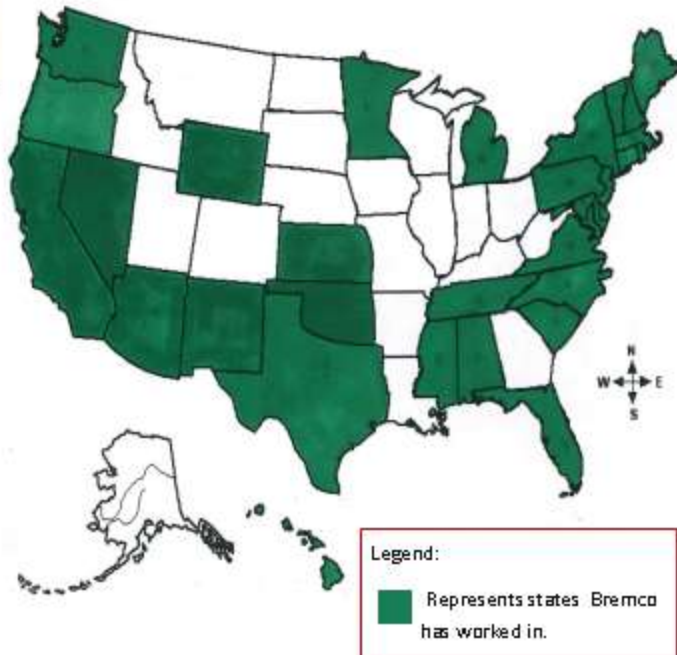 N
W E
S
Legend:
Represents states Bremco
has worked in.